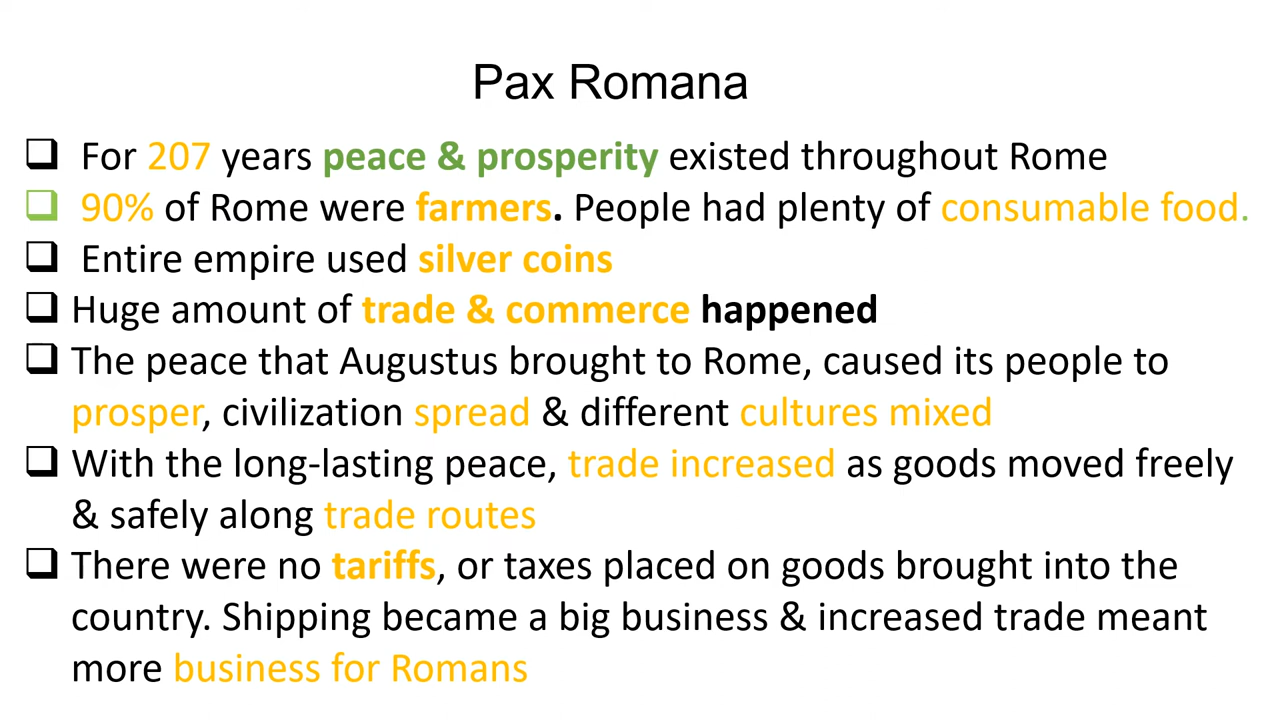 Pax Romana
For 207 years peace & prosperity existed throughout Rome
90% of Rome were farmers. People had plenty of consumable food.
Entire empire used silver coins
Huge amount of trade & commerce happened
The peace that Augustus brought to Rome, caused its people to
prosper, civilization spread & different cultures mixed
With the long-lasting peace, trade increased as goods moved freely
& safely along trade routes
There were no tariffs, or taxes placed on goods brought into the
country. Shipping became a big business & increased trade meant
more business for Romans